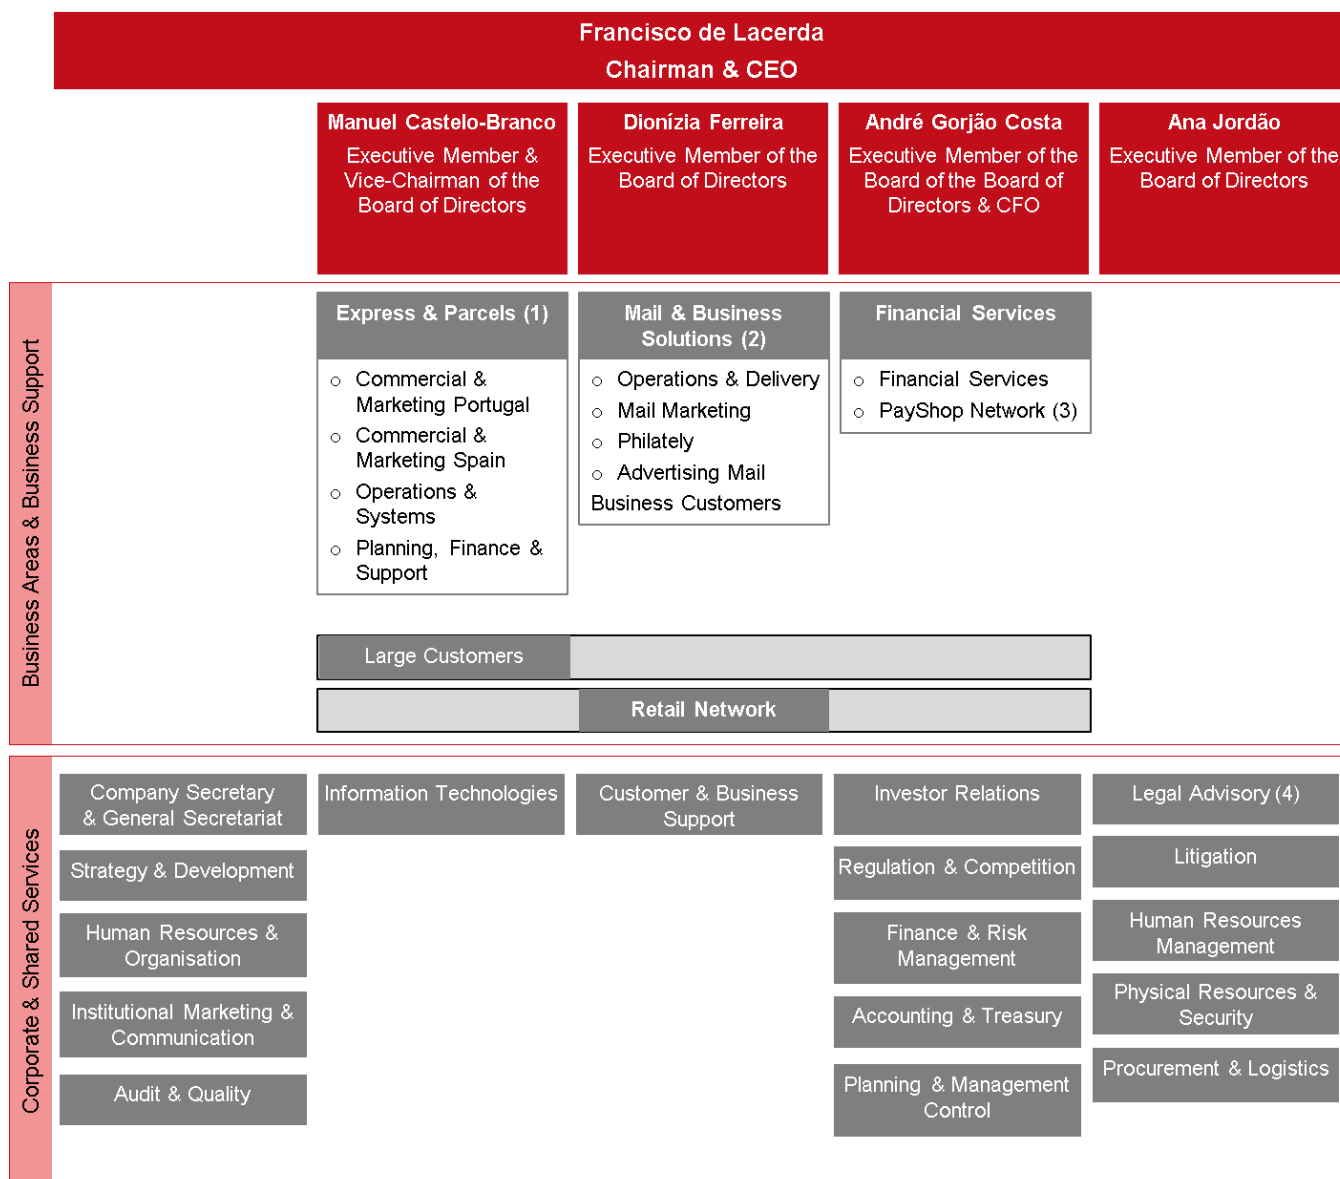 Francisco de Lacerda
Chairman & CEO
Manuel Castelo-Branco
Executive Member &
Vice-Chairman of the
Board of Directors
Dionízia Ferreira
Executive Member of the
Board of Directors
André Gorjão Costa
Executive Member of the
Board of the Board of
Directors & CFO
Ana Jordão
Executive Member of the
Board of Directors
Business Areas & Business Support
Express & Parcels (1)
Commercial &
Marketing Portugal
Commercial &
Marketing Spain
Operations &
Systems
Planning, Finance &
Support
Mail & Business
Solutions (2)
Operations & Delivery
Mail Marketing
Philately
Advertising Mail
Business Customers
Financial Services
Financial Services
PayShop Network (3)
Large Customers
Retail Network
Corporate & Shared Services
Company Secretary
& General Secretariat
Strategy & Development
Human Resources &
Organisation
Institutional Marketing &
Communication
Audit & Quality
Information Technologies
Customer & Business
Support
Investor Relations
Regulation & Competition
Finance & Risk
Management
Accounting & Treasury
Planning & Management
Control
Legal Advisory (4)
Litigation
Human Resources
Management
Physical Resources &
Security
Procurement & Logistics